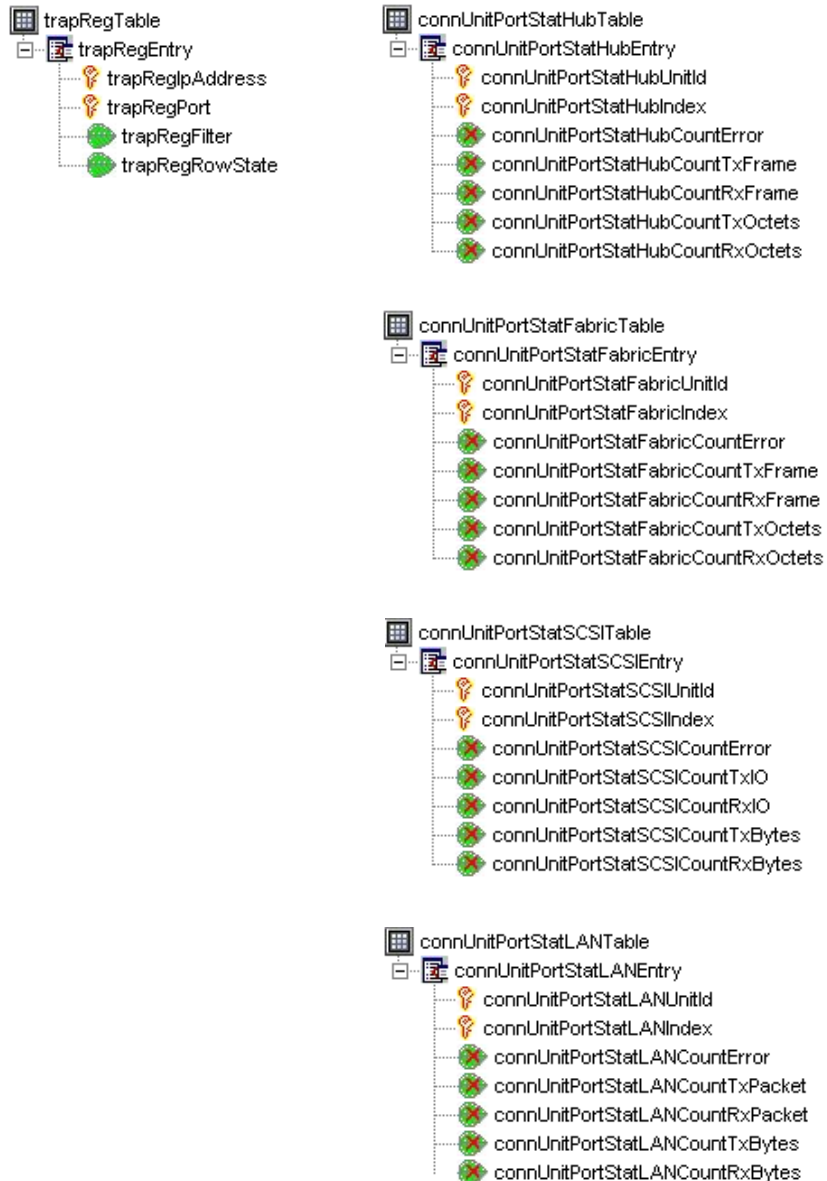 trapRegTable
trapRegEntry
trapRegIpAddress
trapRegPort
trapRegFilter
trapRegRowState
connUnitPortStatHubTable
connUnitPortStatHubEntry
connUnitPortStatHubUnitId
connUnitPortStatHubIndex
connUnitPortStatHubCountError
connUnitPortStatHubCountTxFrame
connUnitPortStatHubCountRxFrame
connUnitPortStatHubCountTxOctets
connUnitPortStatHubCountRxOctets
connUnitPortStatFabricTable
connUnitPortStatFabricEntry
connUnitPortStatFabricUnitId
connUnitPortStatFabricIndex
connUnitPortStatFabricCountError
connUnitPortStatFabricCountTxFrame
connUnitPortStatFabricCountRxFrame
connUnitPortStatFabricCountTxOctets
connUnitPortStatFabricCountRxOctets
connUnitPortStatSCSITable
connUnitPortStatSCSIEntry
connUnitPortStatSCSIUnitId
connUnitPortStatSCSIIndex
connUnitPortStatSCSICountError
connUnitPortStatSCSICountTxIO
connUnitPortStatSCSICountRxIO
connUnitPortStatSCSICountTxBytes
connUnitPortStatSCSICountRxBytes
connUnitPortStatLANTable
connUnitPortStatLANEntry
connUnitPortStatLANUnitId
connUnitPortStatLANIndex
connUnitPortStatLANCountError
connUnitPortStatLANCountTxPacket
connUnitPortStatLANCountRxPacket
connUnitPortStatLANCountTxBytes
connUnitPortStatLANCountRxBytes